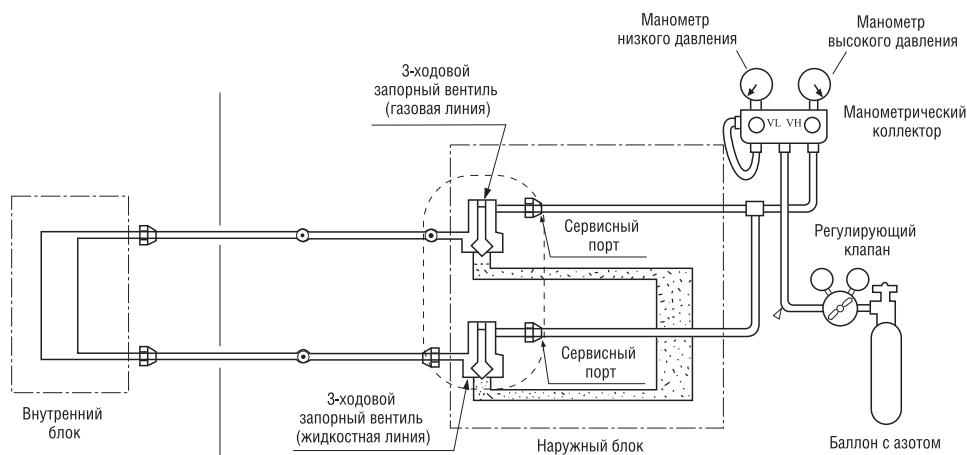 Манометр
низкого давления
Манометр
высокого давления
3-ходовой
запорный вентиль
(газовая линия)
VL VH
Манометрический
коллектор
Сервисный
порт
Регулирующий
клапан
Сервисный
порт
Внутренний
блок
3-ходовой
запорный вентиль
(жидкостная линия)
Наружный блок
Баллон с азотом